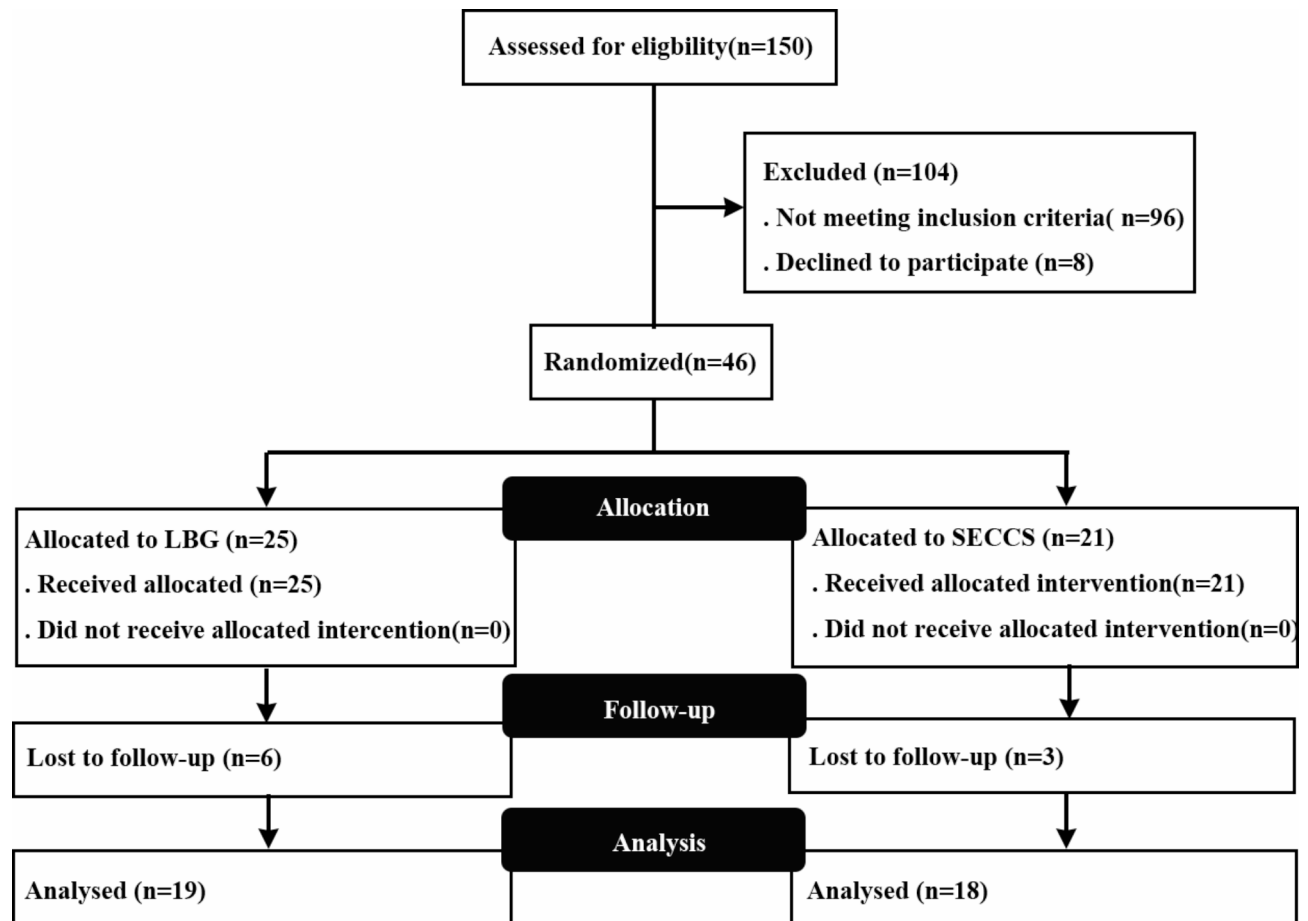 Assessed for eligbility(n=150)
Excluded (n=104)
. Not meeting inclusion criteria( n=96)
. Declined to participate (n=8)
Randomized(n=46)
Allocation
Allocated to LBG (n=25)
. Received allocated (n=25)
. Did not receive allocated intercention(n=0)
Allocated to SECCS (n=21)
. Received allocated intervention(n=21)
. Did not receive allocated intervention(n=0)
Follow-up
Lost to follow-up (n=6)
Lost to follow-up (n=3)
Analysis
Analysed (n=19)
Analysed (n=18)